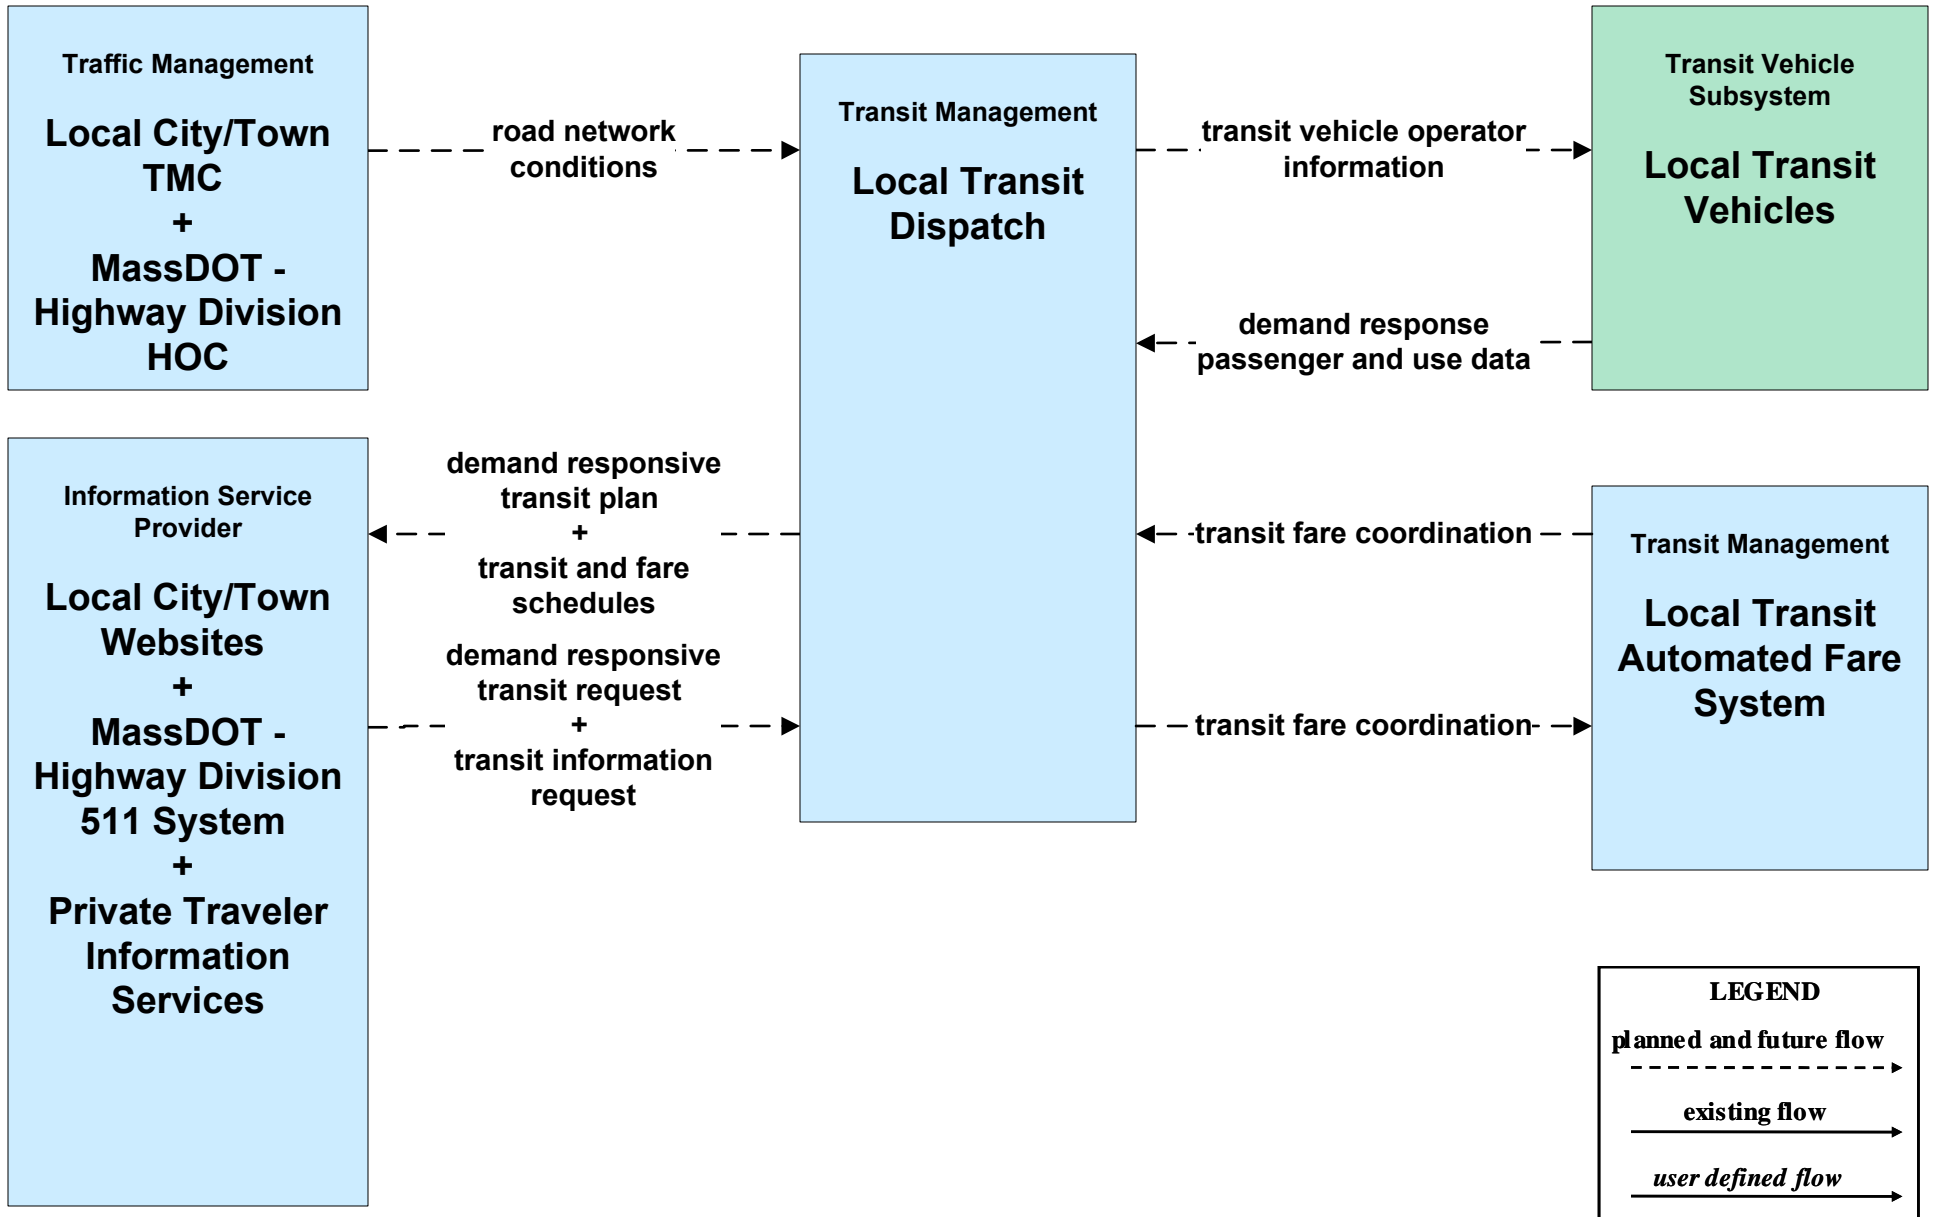 Traffic Management
Local City/Town
TMC
+
MassDOT -
Highway Division
HOC
road network
conditions
Transit Management
Local Transit
Dispatch
transit vehicle operator
information
Transit Vehicle
Subsystem
Local Transit
Vehicles
demand response
passenger and use data
Information Service
Provider
Local City/Town
Websites
+
MassDOT -
Highway Division
511 System
+
Private Traveler
Information
Services
demand responsive
transit plan
+
transit and fare
schedules
demand responsive
transit request
+
transit information
request
transit fare coordination
transit fare coordination
Transit Management
Local Transit
Automated Fare
System
LEGEND
planned and future flow
existing flow
user defined flow